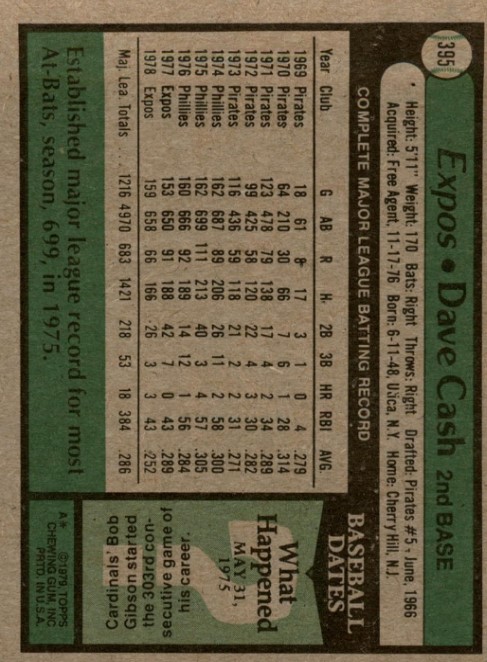 395
Expos • Dave Cash 2nd BASE
Height: 5'11" Weight: 170 Bats: Right Throws: Right Drafted: Pirates #5 - June, 1966
Acquired: Free Agent, 11-17-76 Born: 6-11-48, Utica, N.Y. Home: Cherry Hill, N.J.
COMPLETE MAJOR LEAGUE BATTING RECORD
Year Club G AB R H 2B 3B HR RBI AVG.
1969 Pirates 18 61 8 17 3 1 0 4 .279
1970 Pirates 64 210 30 66 7 6 1 28 .314
1971 Pirates 123 478 79 138 17 4 2 34 .289
1972 Pirates 99 425 58 120 22 4 3 30 .282
1973 Pirates 116 436 59 118 21 2 2 31 .271
1974 Phillies 162 687 89 206 26 11 2 58 .300
1975 Phillies 162 699 111 213 40 3 4 57 .305
1976 Phillies 160 666 92 189 14 12 1 56 .284
1977 Expos 153 650 91 188 42 7 0 43 .289
1978 Expos 159 658 66 166 26 3 3 43 .252
Maj. Lea. Totals . . . 1216 4970 683 1421 218 53 18 384 .286
Established major league record for most
At-Bats, season, 699, in 1975.
BASEBALL
DATES
What
Happened
MAY 31,
1975
Cardinals, Bob
Gibson started
the 303rd con-
secutive game of
his career.
A* ©1979 TOPPS
CHEWING GUM, INC.
PRTD. IN U.S.A.